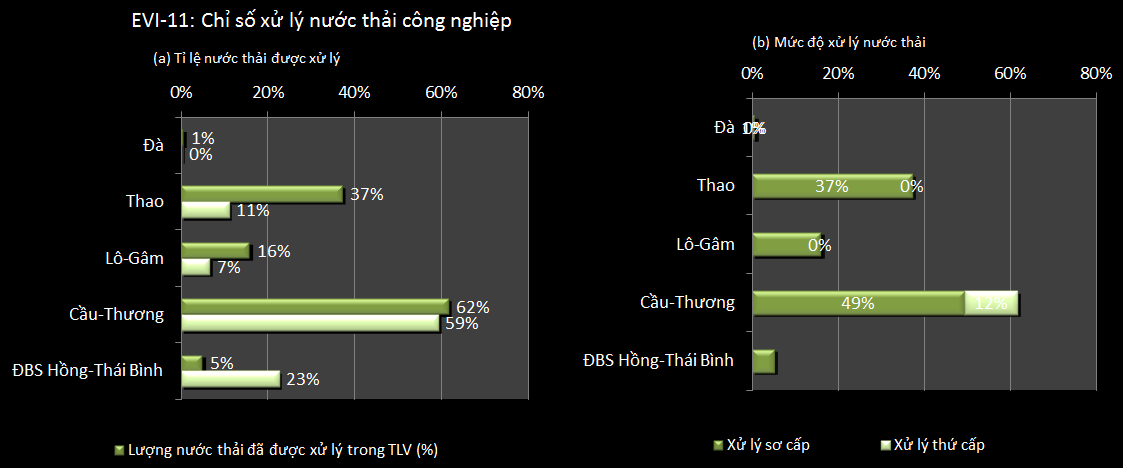 EVI-11: Chỉ số xử lý nước thải công nghiệp
(a) Tỉ lệ nước thải được xử lý
0% 20% 40% 60% 80%
Đà
1%
0%
Thao
37%
11%
Lô-Gâm
16%
7%
Cầu-Thương
62%
59%
ĐBS Hồng-Thái Bình
5%
23%
Lượng nước thải đã được xử lý trong TLV (%)
(b) Mức độ xử lý nước thải
0% 20% 40% 60% 80%
Đà
1% 0%
Thao
37% 0%
Lô-Gâm
0%
Cầu-Thương
49% 12%
ĐBS Hồng-Thái Bình
Xử lý sơ cấp
Xử lý thứ cấp